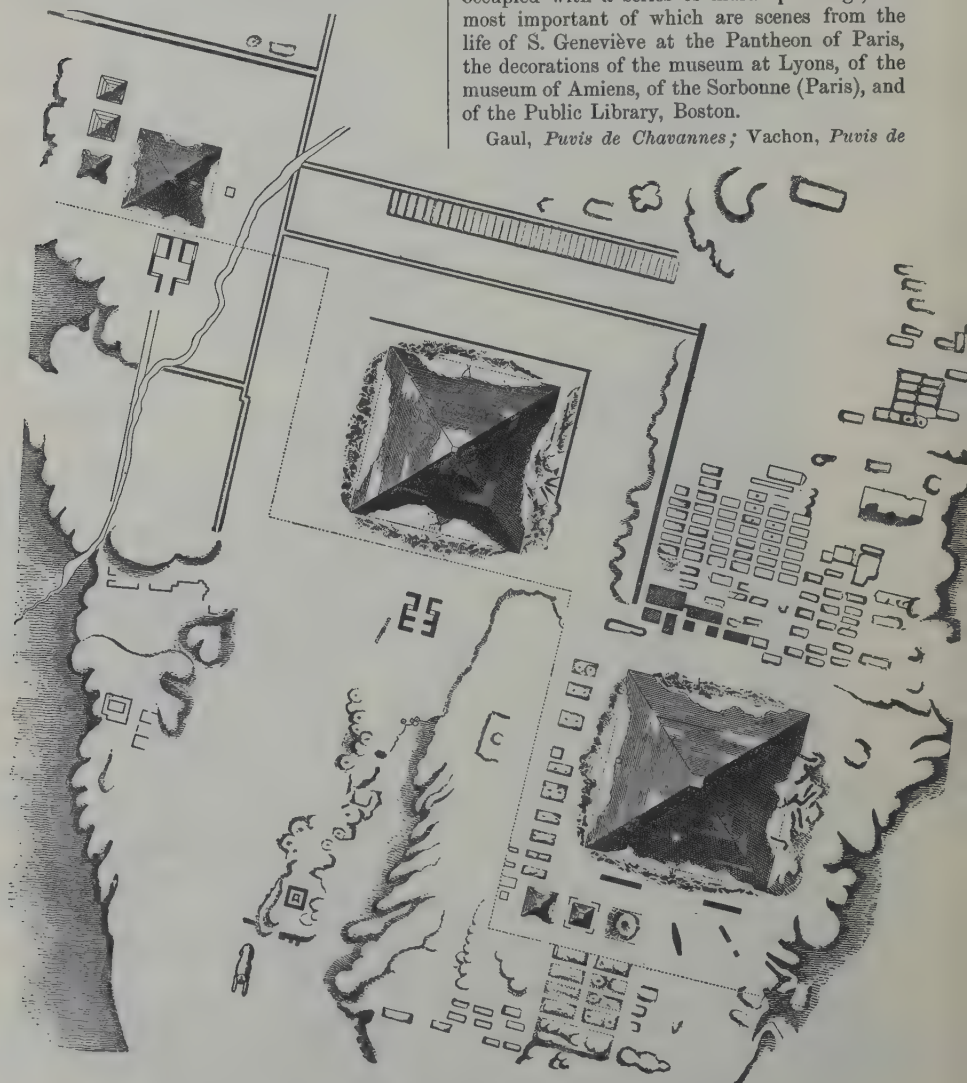 most important of which are scenes from the
life of S. Geneviève at the Pantheon of Paris,
the decorations of the museum at Lyons, of the
museum of Amiens, of the Sorbonne (Paris), and
of the Public Library, Boston.
Gaul, Puvis de Chavannes; Vachon, Puvis de